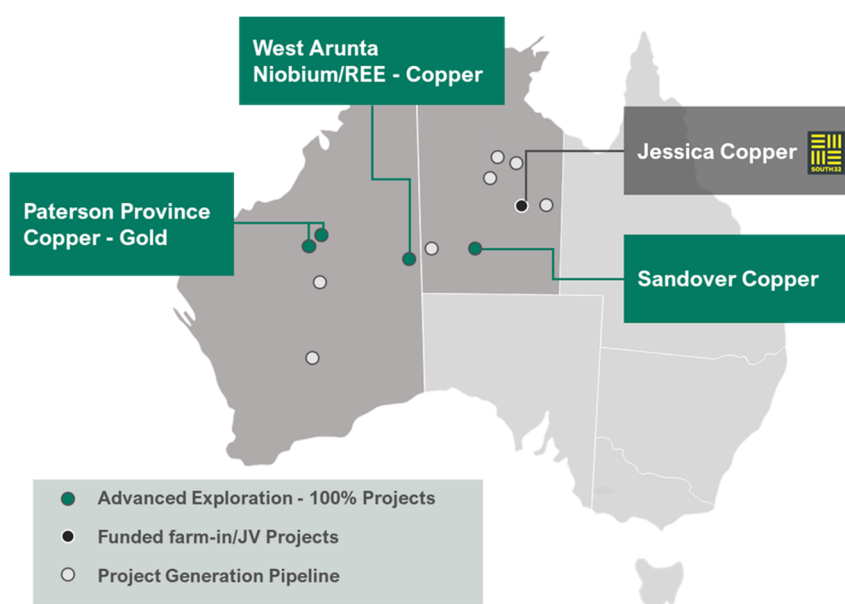 West Arunta
Niobium/REE - Copper
Jessica Copper
SOUTH32
Paterson Province
Copper - Gold
Sandover Copper
Advanced Exploration - 100% Projects
Funded farm-in/JV Projects
Project Generation Pipeline